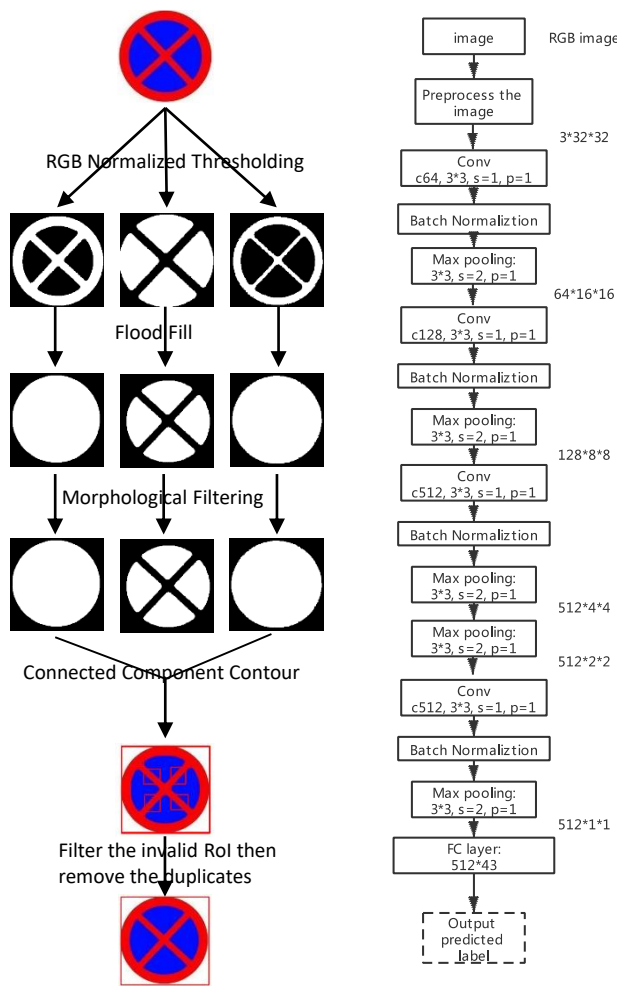 RGB Normalized Thresholding
Flood Fill
Morphological Filtering
Connected Component Contour
Filter the invalid RoI then
remove the duplicates
image
RGB image
Preprocess the
image
3*32*32
Conv
c64, 3*3, s=1, p=1
Batch Normaliztion
Max pooling:
3*3, s=2, p=1
64*16*16
Conv
c128, 3*3, s=1, p=1
Batch Normaliztion
Max pooling:
3*3, s=2, p=1
128*8*8
Conv
c512, 3*3, s=1, p=1
Batch Normaliztion
Max pooling:
3*3, s=2, p=1
512*4*4
Max pooling:
3*3, s=2, p=1
512*2*2
Conv
c512, 3*3, s=1, p=1
Batch Normaliztion
Max pooling:
3*3, s=2, p=1
512*1*1
FC layer:
512*43
Output
predicted
label